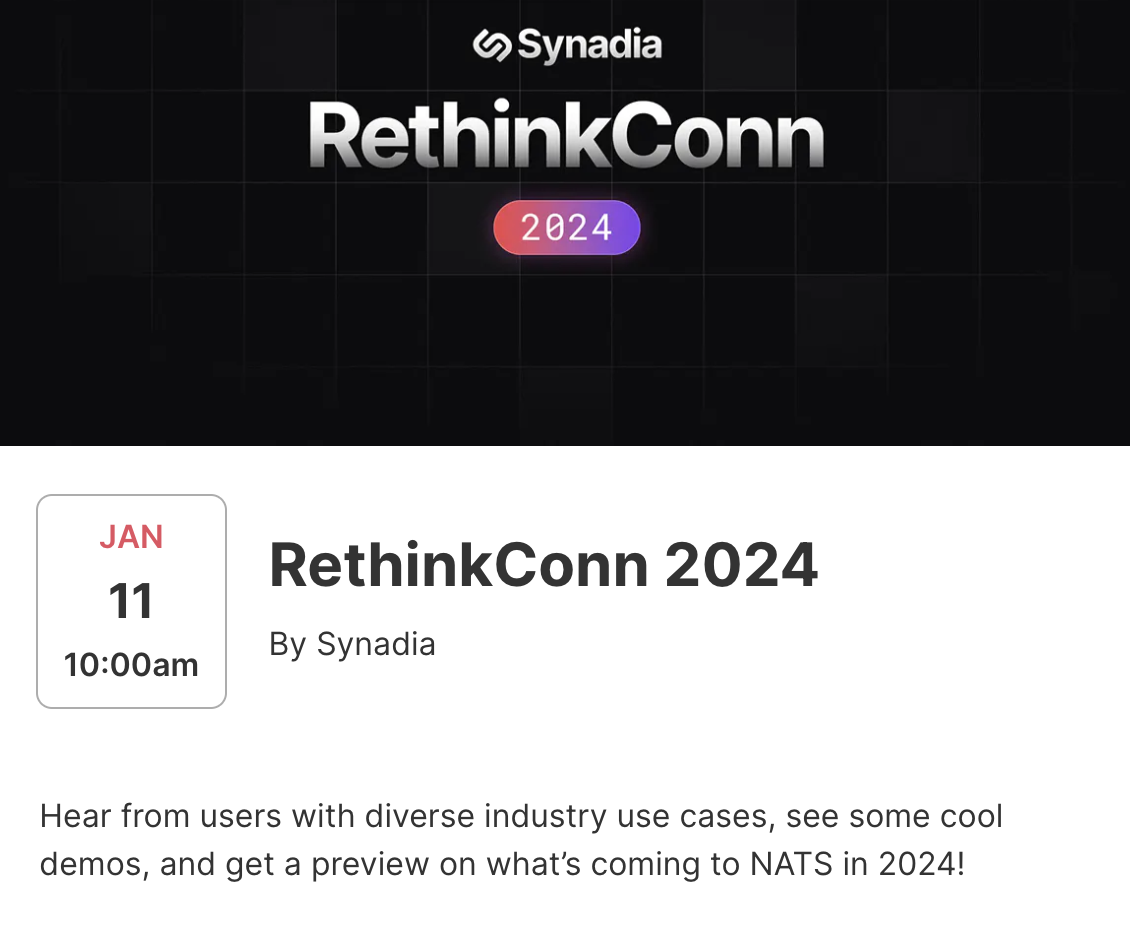 Synadia
RethinkConn
2024
JAN
11
10:00am
RethinkConn 2024
By Synadia
Hear from users with diverse industry use cases, see some cool
demos, and get a preview on what’s coming to NATS in 2024!